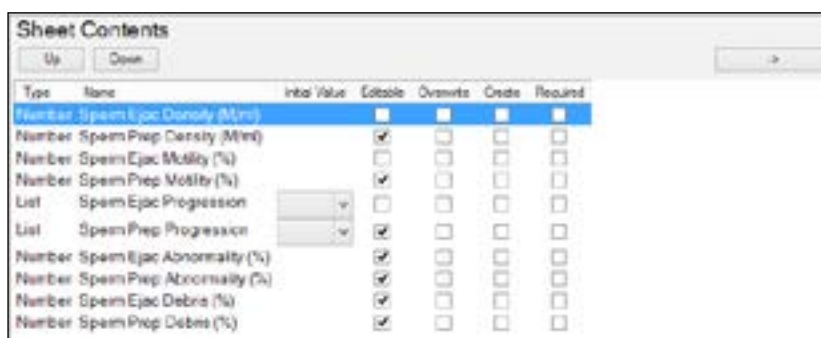 Sheet Contents
Up Down ->
Type Name Initial Value Editable Overwrite Create Required
Number Sperm Ejac Density (M/ml)
Number Sperm Prep Density (M/ml)
Number Sperm Ejac Motility (%)
Number Sperm Prep Motility (%)
List Sperm Ejac Progression
List Sperm Prep Progression
Number Sperm Ejac Abnormality (%)
Number Sperm Prep Abnormality (%)
Number Sperm Ejac Debris (%)
Number Sperm Prep Debris (%)